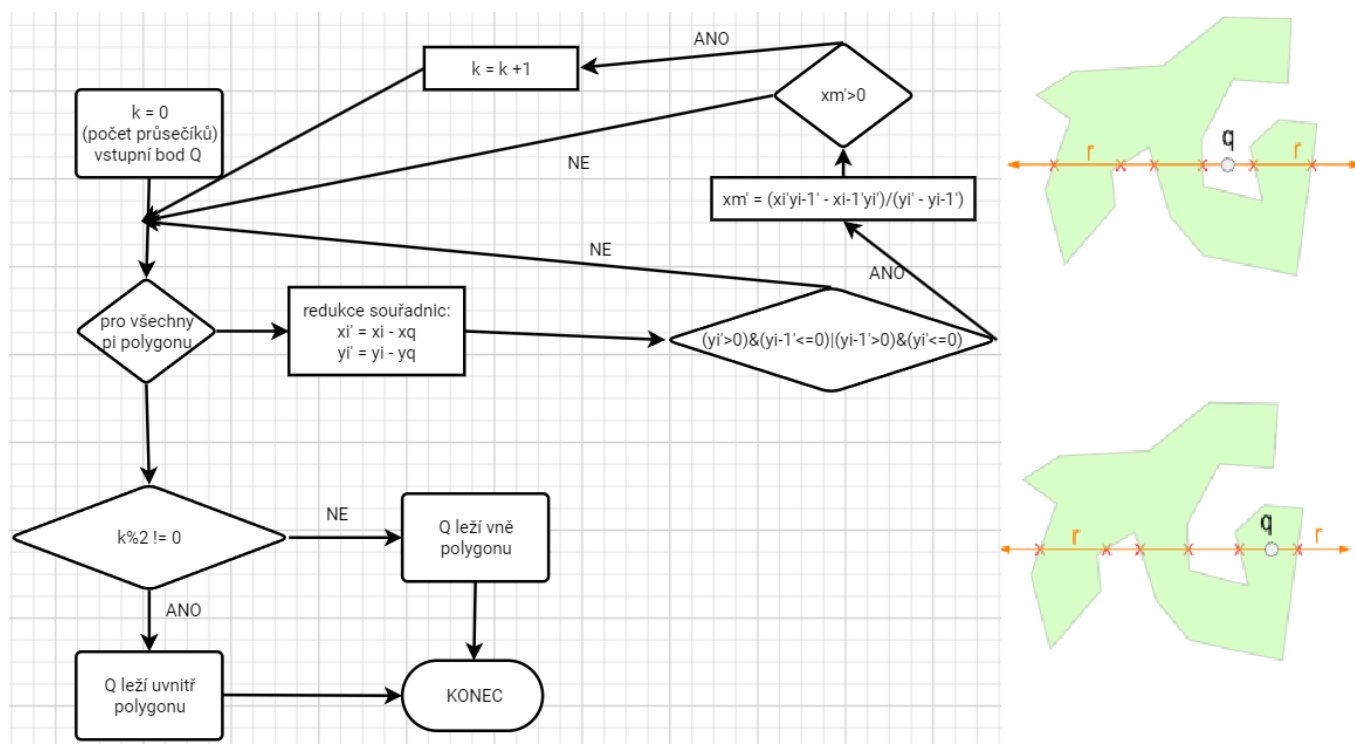 k = 0
(počet průsečíků)
vstupní bod Q
k = k +1
ANO
xm'>0
NE
xm' = (xi'yi-1' - xi-1'yi')/(yi' - yi-1')
NE
ANO
pro všechny
pi polygonu
redukce souřadnic:
xi' = xi - xq
yi' = yi - yq
(yi'>0)&(yi-1'<=0)|(yi-1'>0)&(yi'<=0)
k%2 != 0
NE
Q leží vně
polygonu
ANO
Q leží uvnitř
polygonu
KONEC
r
q
r
r
q
r